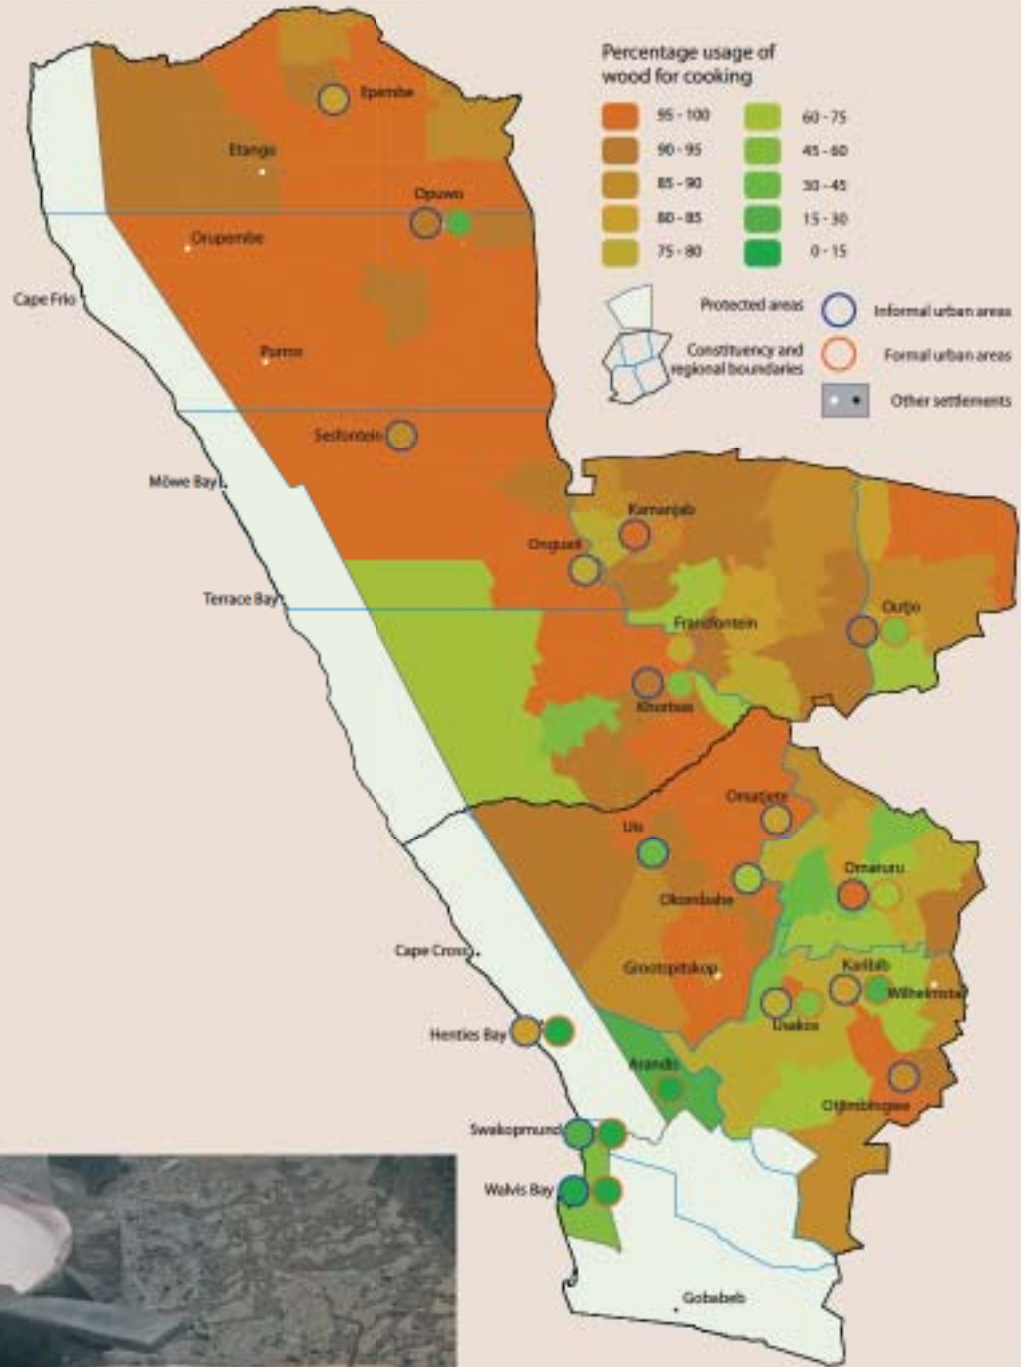 Percentage usage of
wood for cooking
95 - 100
90 - 95
85 - 90
80 - 85
75 - 80
60 - 75
45 - 60
30 - 45
15 - 30
0 - 15
Protected areas
Constituency and
regional boundaries
Informal urban areas
Formal urban areas
Other settlements
Epembe
Etanga
Opuwo
Orupembe
Cape Frio
Purros
Sesfontein
Möwe Bay
Kamanjab
Onguati
Terrace Bay
Outjo
Fransfontein
Khorixas
Omatjete
Uis
Omaruru
Okombahe
Cape Cross
Grootspitskop
Karibib
Wilhelmstal
Usakos
Henties Bay
Arandis
Otjimbingwe
Swakopmund
Walvis Bay
Gobabeb